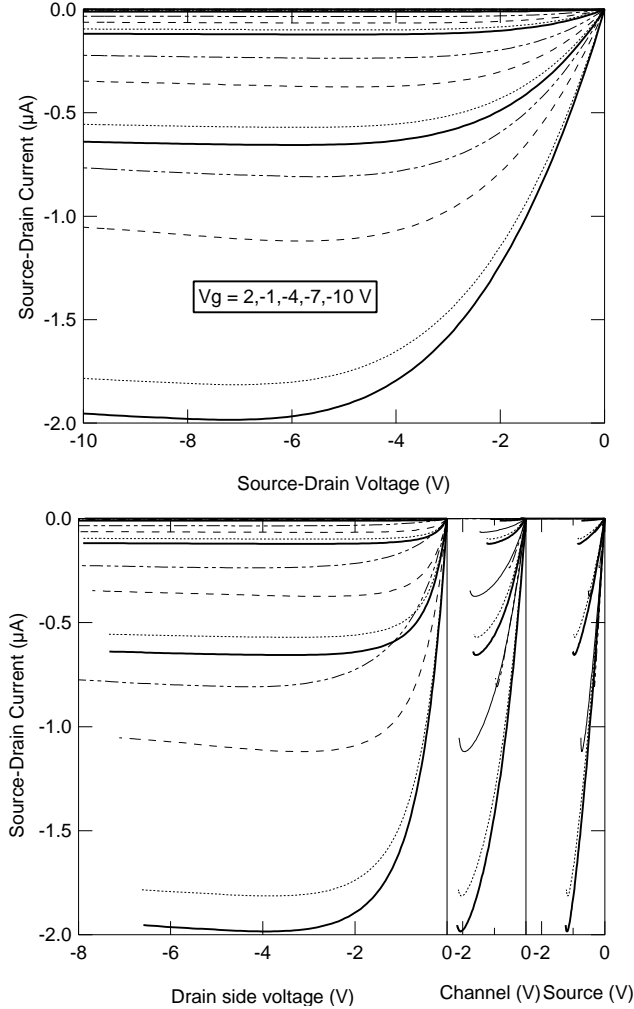 0.0
-0.5
-1.0
-1.5
-2.0
Source-Drain Current (µA)
Vg = 2,-1,-4,-7,-10 V
-10 -8 -6 -4 -2 0
Source-Drain Voltage (V)
0.0
-0.5
-1.0
-1.5
-2.0
Source-Drain Current (µA)
-8 -6 -4 -2 0 -2 0 -2 0
Drain side voltage (V) Channel (V) Source (V)